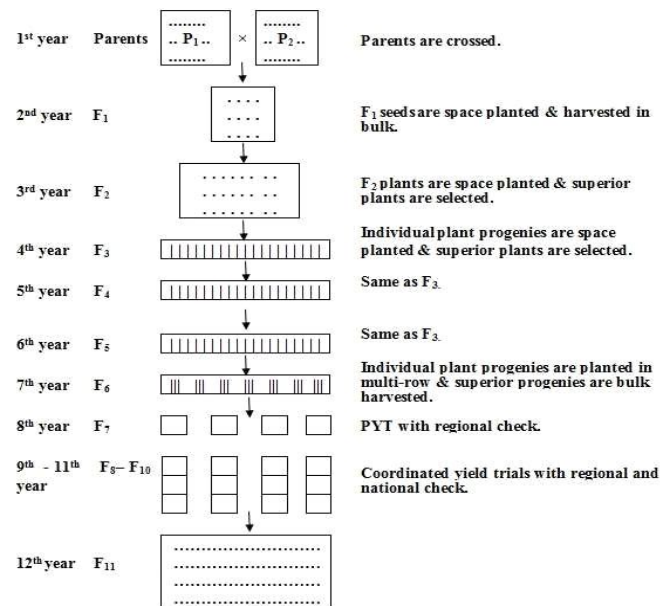 1st year Parents .. P1 .. × .. P2 .. Parents are crossed.
2nd year F1 F1 seeds are space planted & harvested in
bulk.
3rd year F2 F2 plants are space planted & superior
plants are selected.
4th year F3 Individual plant progenies are space
planted & superior plants are selected.
5th year F4 Same as F3.
6th year F5 Same as F3.
7th year F6 Individual plant progenies are planted in
multi-row & superior progenies are bulk
harvested.
8th year F7 PYT with regional check.
9th - 11th F8– F10
year
Coordinated yield trials with regional and
national check.
12th year F11